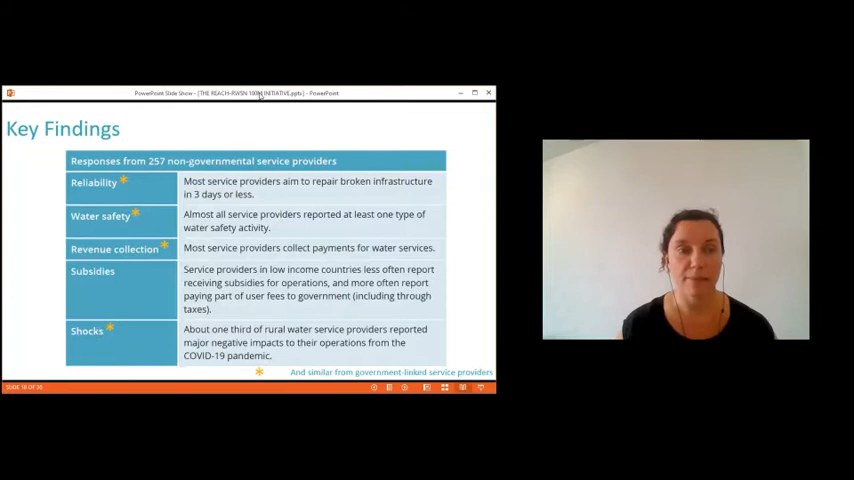 PowerPoint Slide Show - [THE REACH-RWSN 100M INITIATIVE.pptx] - PowerPoint
Key Findings
Responses from 257 non-governmental service providers
Reliability *
Most service providers aim to repair broken infrastructure
in 3 days or less.
Water safety *
Almost all service providers reported at least one type of
water safety activity.
Revenue collection *
Most service providers collect payments for water services.
Subsidies
Service providers in low income countries less often report
receiving subsidies for operations, and more often report
paying part of user fees to government (including through
taxes).
Shocks *
About one third of rural water service providers reported
major negative impacts to their operations from the
COVID-19 pandemic.
* And similar from government-linked service providers
SLIDE 18 OF 30